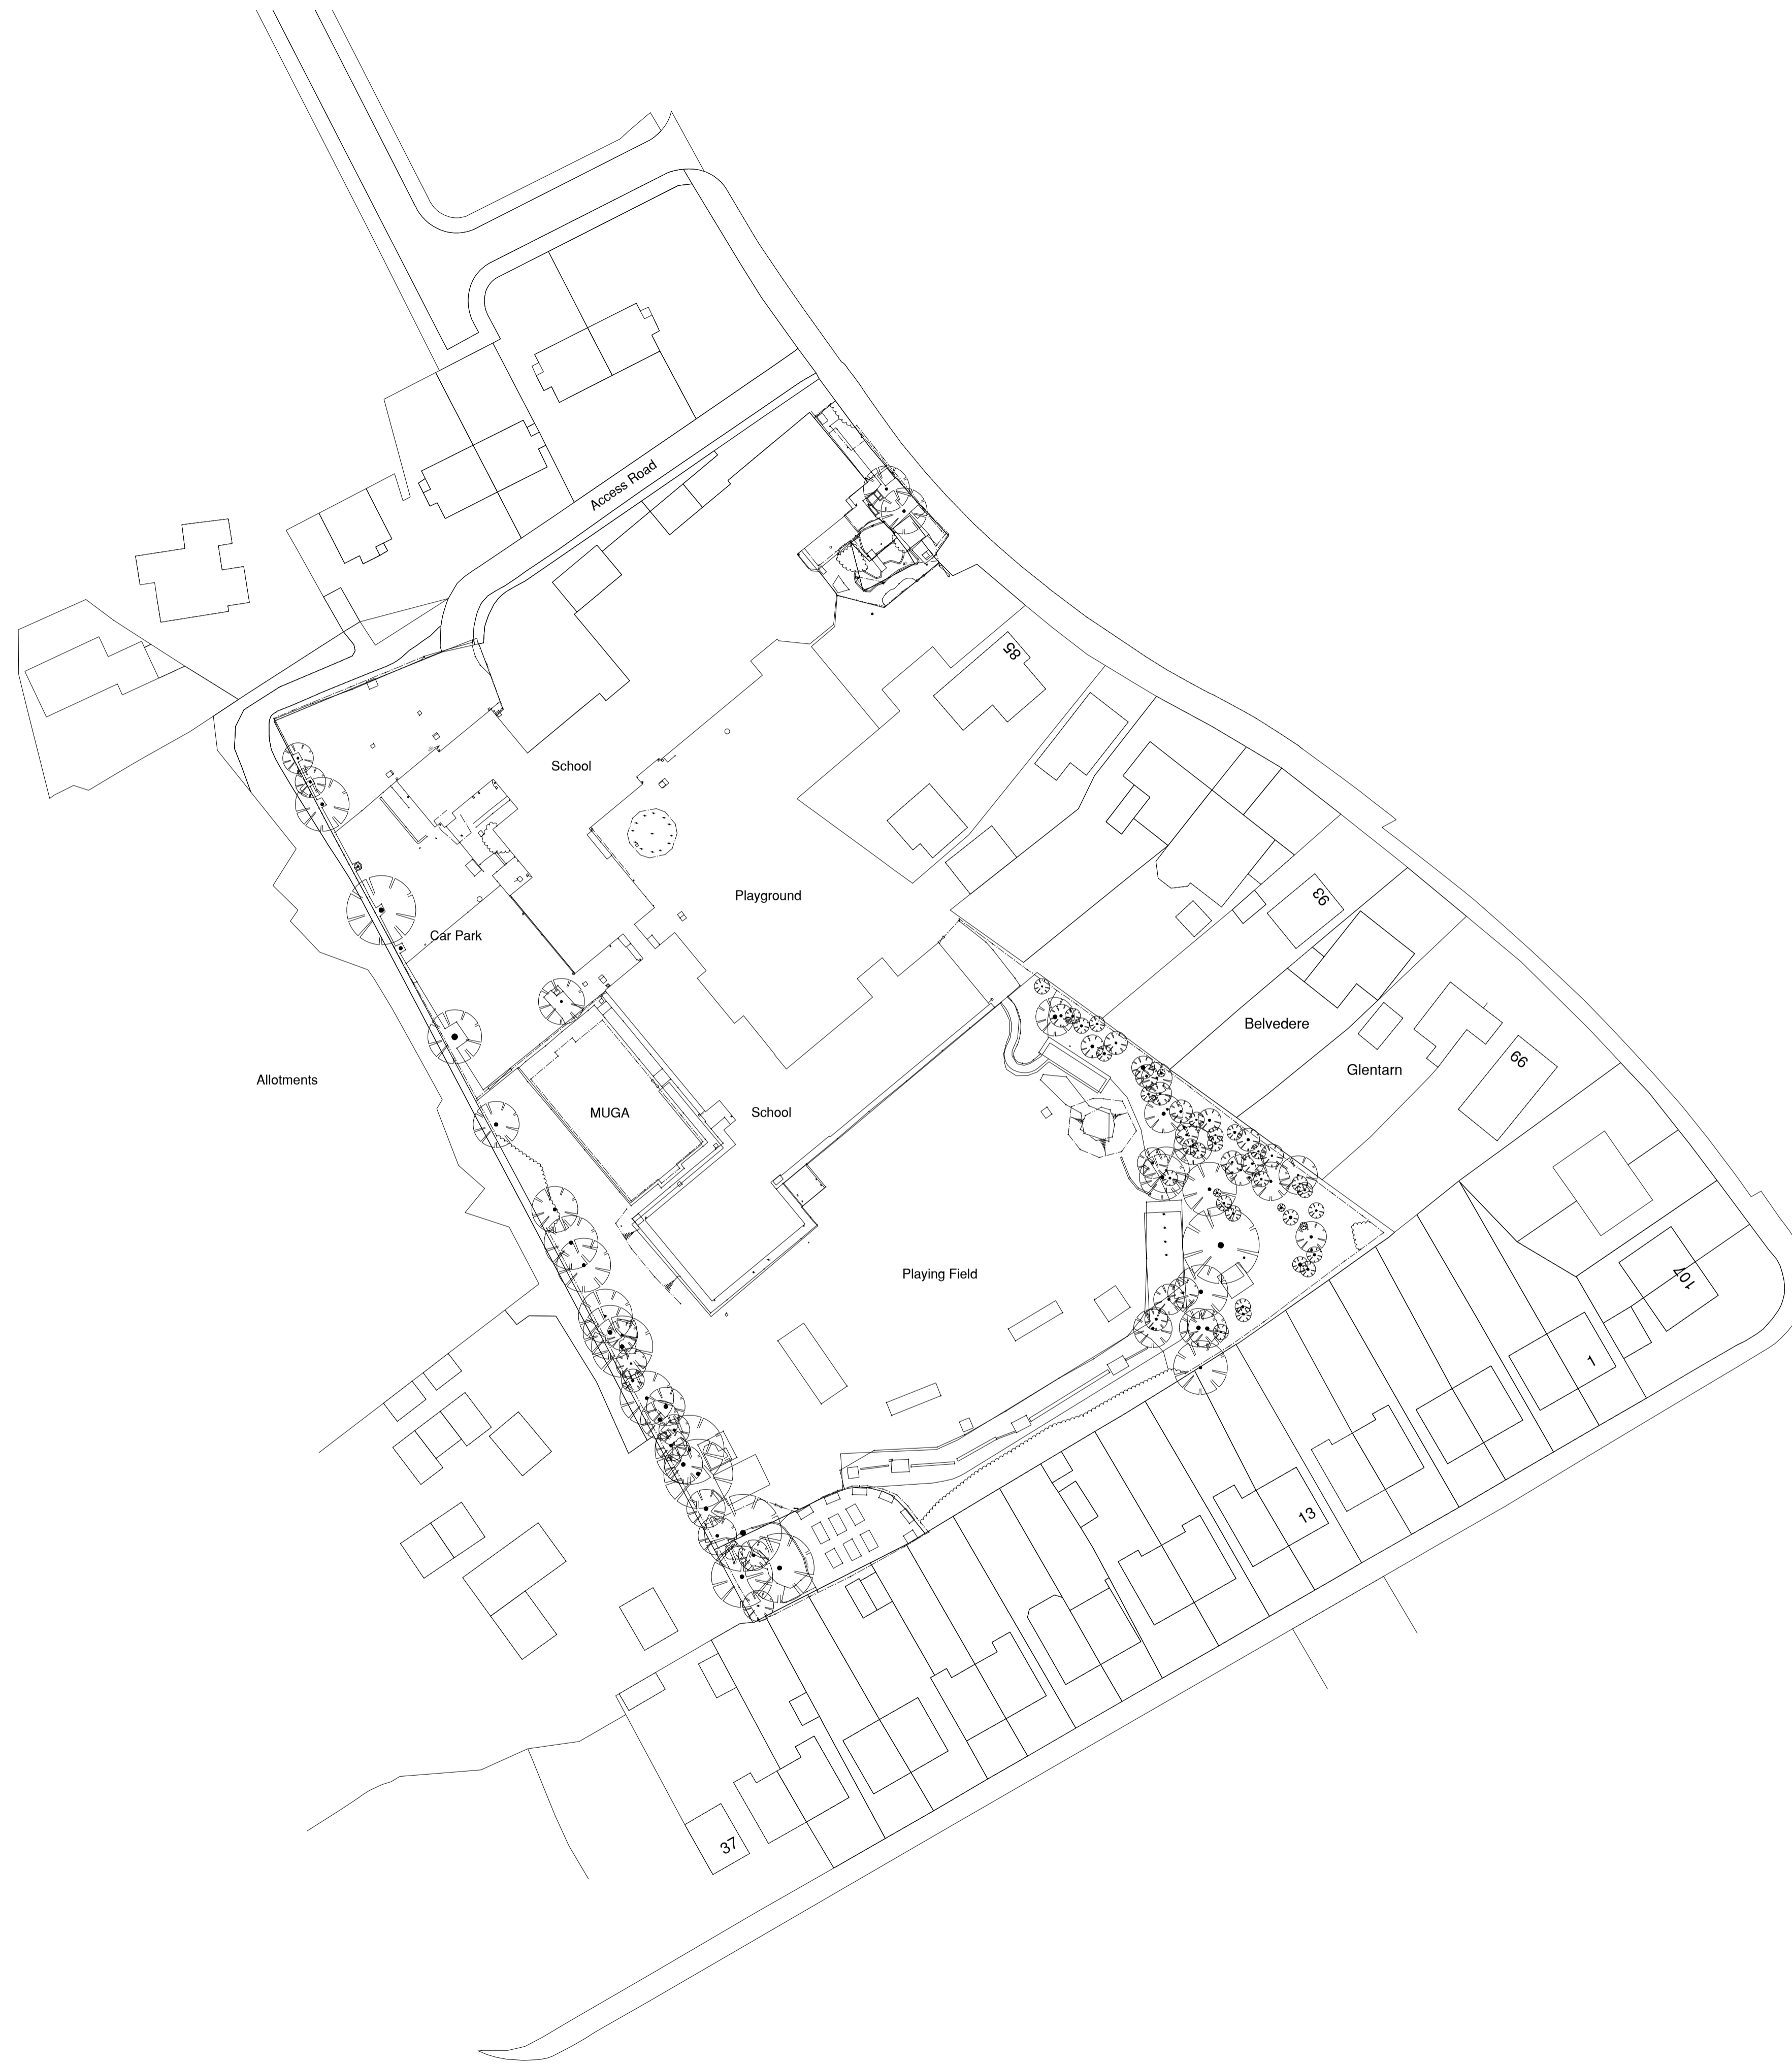 Access Road
85
School
Playground
93
Car Park
Belvedere
99
Glentarn
Allotments
MUGA
School
Playing Field
107
1
13
37